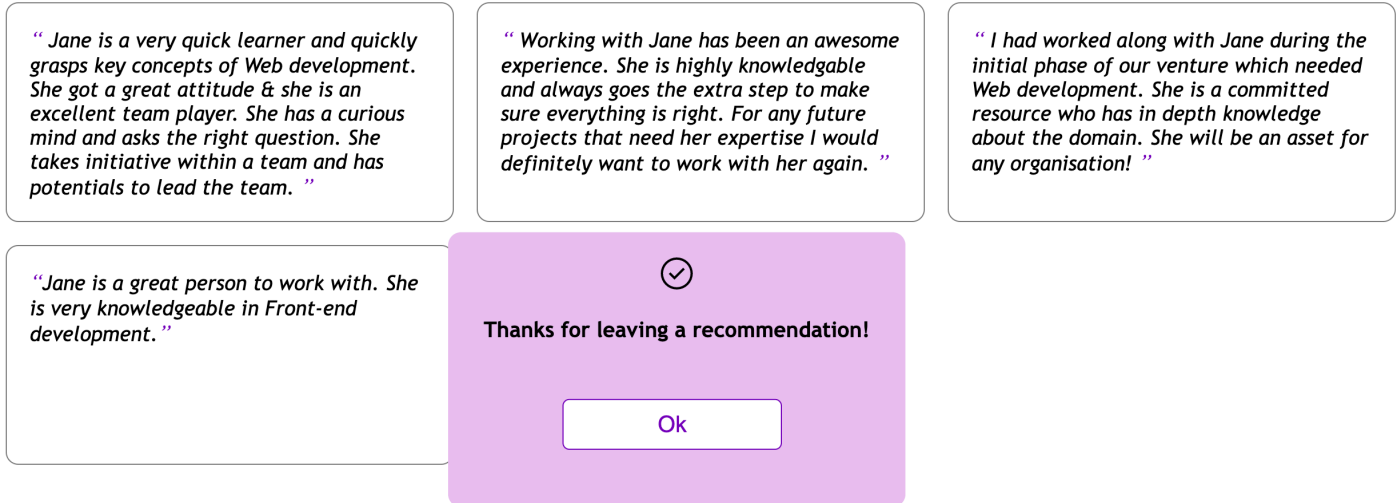 “ Jane is a very quick learner and quickly
grasps key concepts of Web development.
She got a great attitude & she is an
excellent team player. She has a curious
mind and asks the right question. She
takes initiative within a team and has
potentials to lead the team. ”
“ Working with Jane has been an awesome
experience. She is highly knowledgable
and always goes the extra step to make
sure everything is right. For any future
projects that need her expertise I would
definitely want to work with her again. ”
“ I had worked along with Jane during the
initial phase of our venture which needed
Web development. She is a committed
resource who has in depth knowledge
about the domain. She will be an asset for
any organisation! ”
“Jane is a great person to work with. She
is very knowledgeable in Front-end
development. ”
Thanks for leaving a recommendation!
Ok